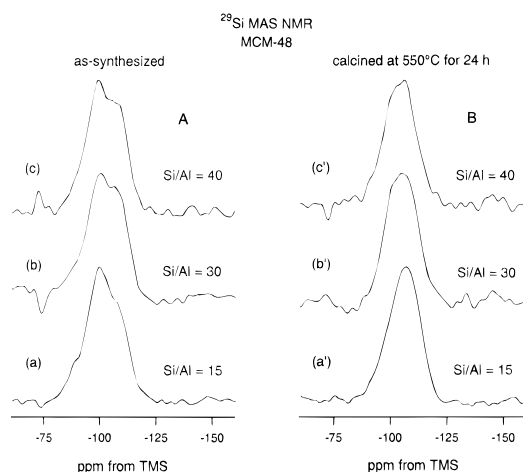 ²⁹Si MAS NMR
MCM-48
as-synthesized
calcined at 550°C for 24 h
A
B
(c)
Si/Al = 40
(c')
Si/Al = 40
(b)
Si/Al = 30
(b')
Si/Al = 30
(a)
Si/Al = 15
(a')
Si/Al = 15
-75 -100 -125 -150
-75 -100 -125 -150
ppm from TMS
ppm from TMS